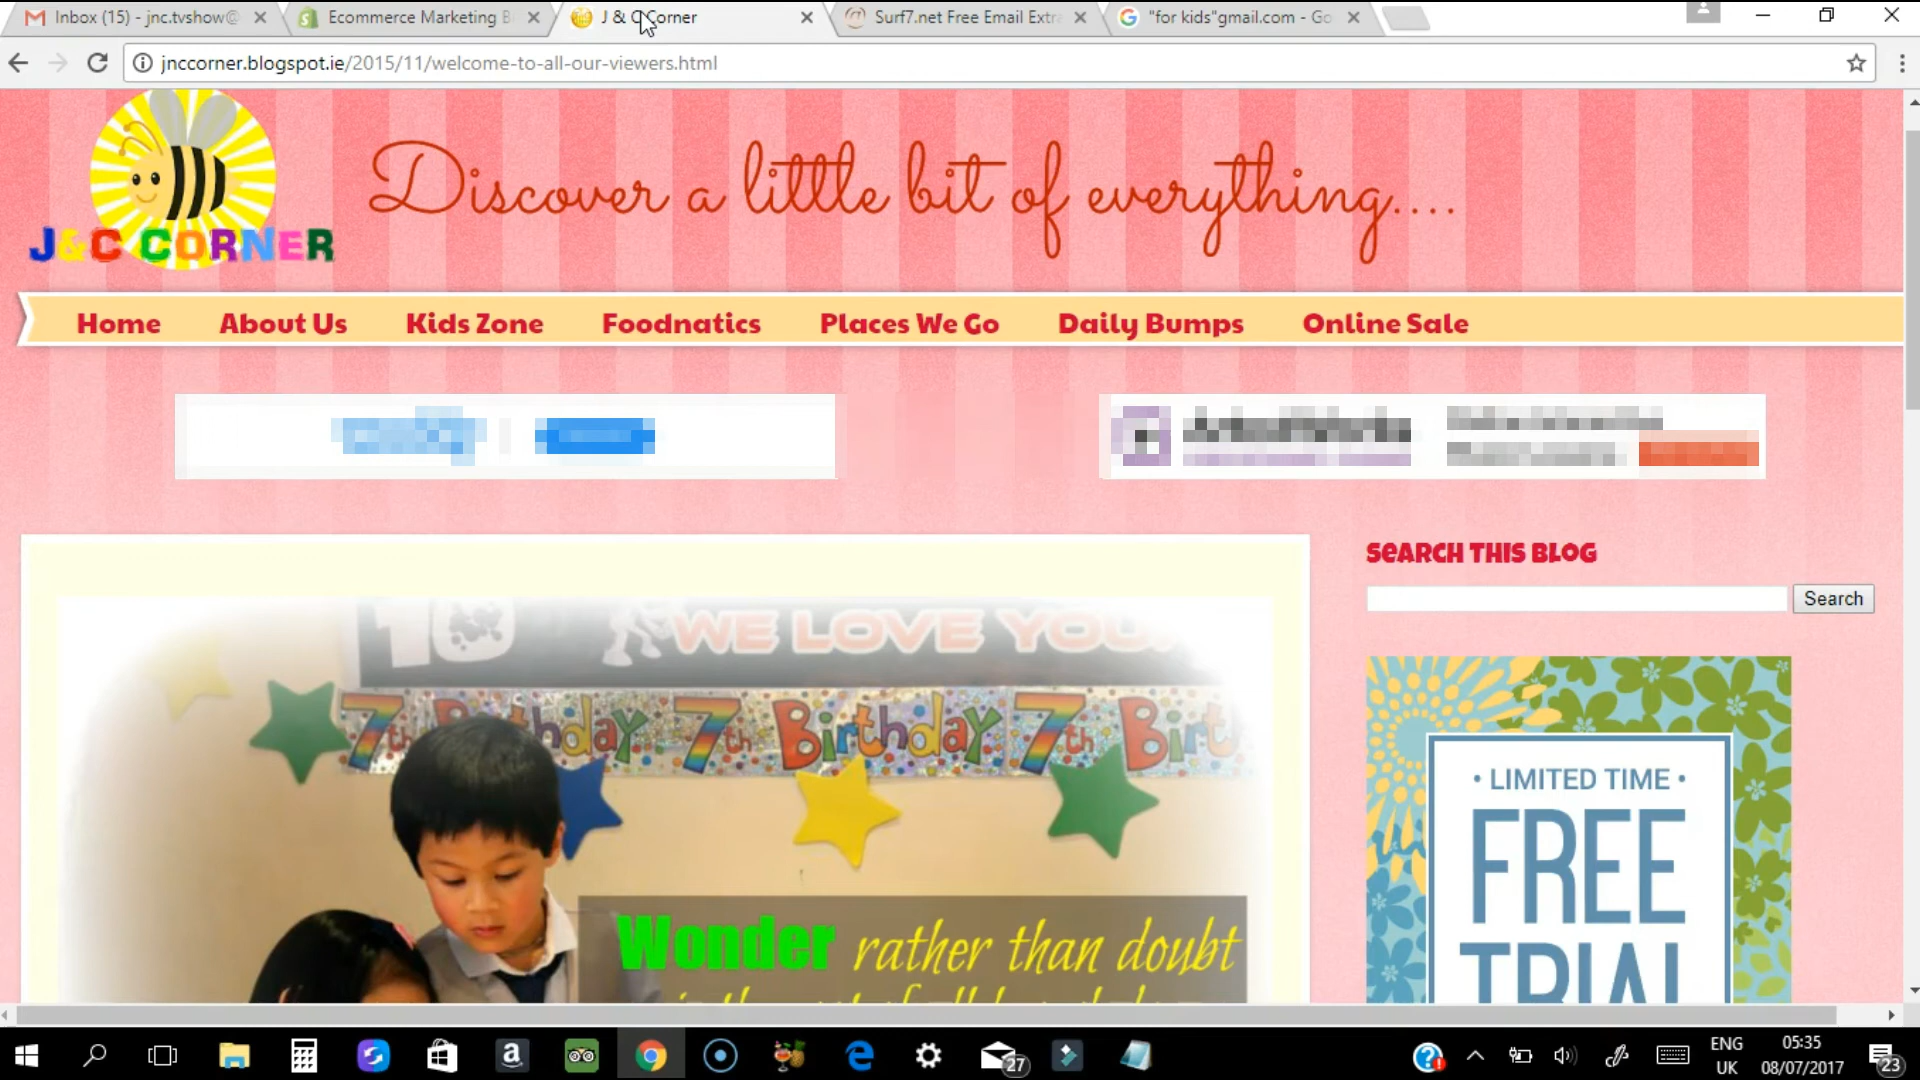 Inbox (15) - jnc.tvshow@
Ecommerce Marketing B
J & C Corner
Surf7.net Free Email Extra
"for kids"gmail.com - Go
jnccorner.blogspot.ie/2015/11/welcome-to-all-our-viewers.html
J&C CORNER
Discover a little bit of everything....
Home
About Us
Kids Zone
Foodnatics
Places We Go
Daily Bumps
Online Sale
SEARCH THIS BLOG
Search
10 WE LOVE YOU
7th Birthday 7th Birthday 7th Birt
Wonder rather than doubt
• LIMITED TIME •
FREE
TRIAL
27
ENG
UK
05:35
08/07/2017
23